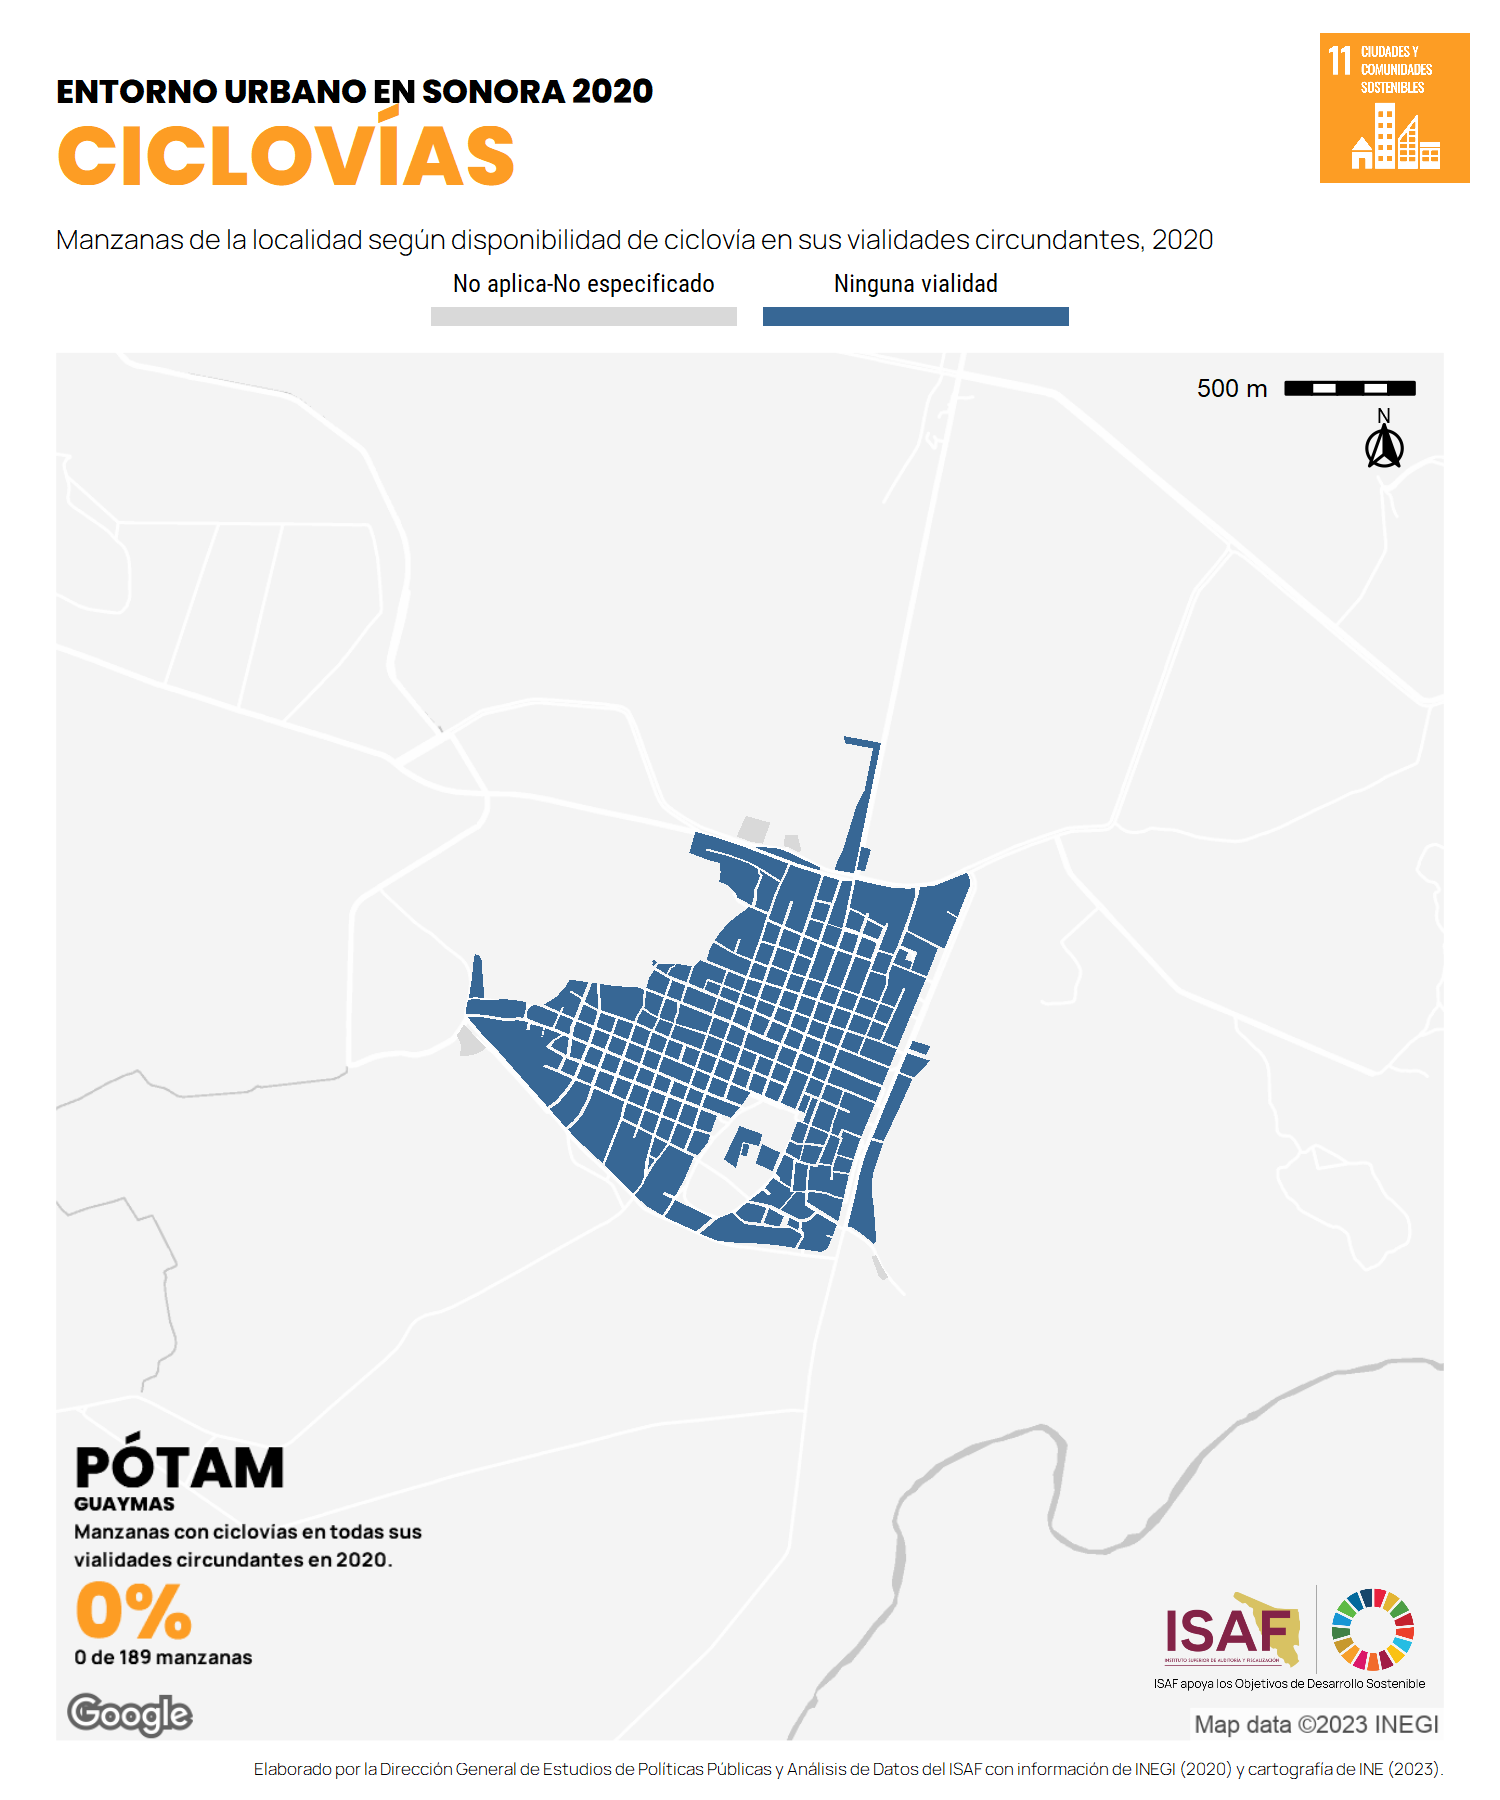 11 CIUDADES Y
COMUNIDADES
SOSTENIBLES
ENTORNO URBANO EN SONORA 2020
CICLOVÍAS
Manzanas de la localidad según disponibilidad de ciclovía en sus vialidades circundantes, 2020
No aplica-No especificado
Ninguna vialidad
500 m
N
PÓTAM
GUAYMAS
Manzanas con ciclovias en todas sus
vialidades circundantes en 2020.
0%
0 de 189 manzanas
Google
ISAF
INSTITUTO SUPERIOR DE AUDITORÍA Y FISCALIZACIÓN
ISAF apoya los Objetivos de Desarrollo Sostenible
Map data ©2023 INEGI
Elaborado por la Dirección General de Estudios de Políticas Públicas y Análisis de Datos del ISAF con información de INEGI (2020) y cartografía de INE (2023).